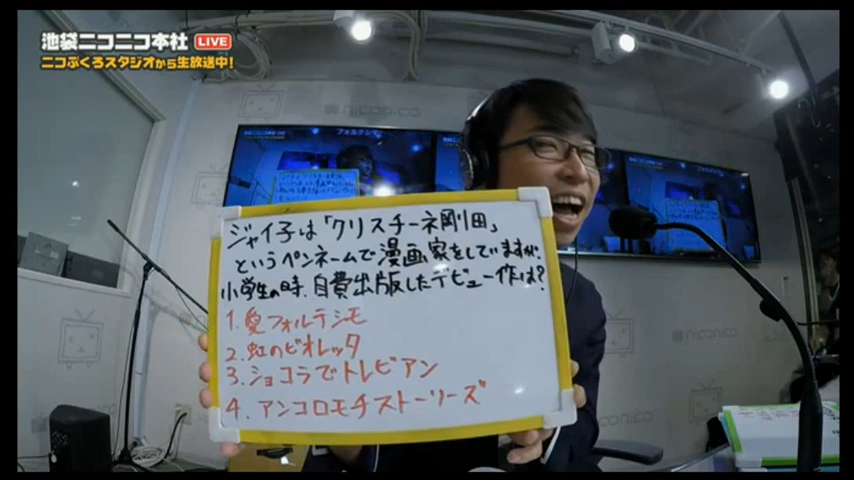 池袋ニコニコ本社 LIVE
ニコぶくろスタジオから生放送中!
フォルテシモ
niconico
ジャイ子は「クリスチーネ剛田」
というペンネームで漫画家をしていますが、
小学生の時、自費出版したデビュー作は?
1. 愛フォルテシモ
2. 虹のビオレッタ
3. ショコラでトレビアン
4. アンコロモチストーリーズ
niconico
niconico